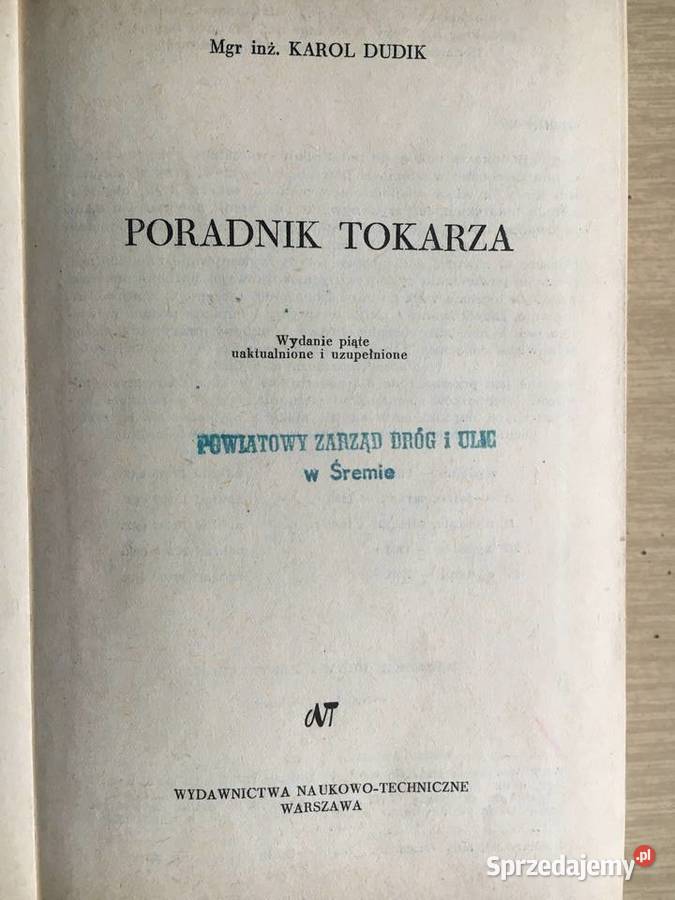 Mgr inż. KAROL DUDIK
PORADNIK TOKARZA
Wydanie piąte
uaktualnione i uzupełnione
POWIATOWY ZARZĄD DRÓG i ULIC
w Śremie
WNT
WYDAWNICTWA NAUKOWO-TECHNICZNE
WARSZAWA
Sprzedajemy.pl